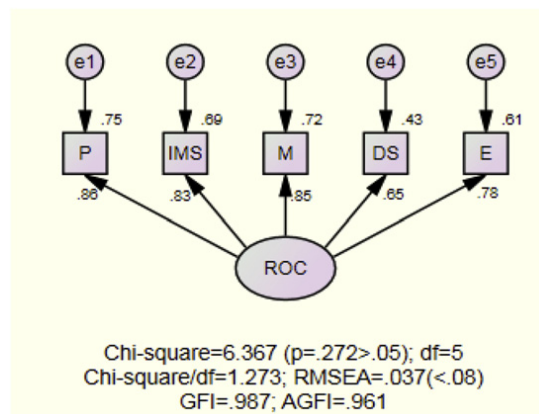 e1 e2 e3 e4 e5
.75 .69 .72 .43 .61
P IMS M DS E
.86 .83 .85 .65 .78
ROC
Chi-square=6.367 (p=.272>.05); df=5
Chi-square/df=1.273; RMSEA=.037(<.08)
GFI=.987; AGFI=.961